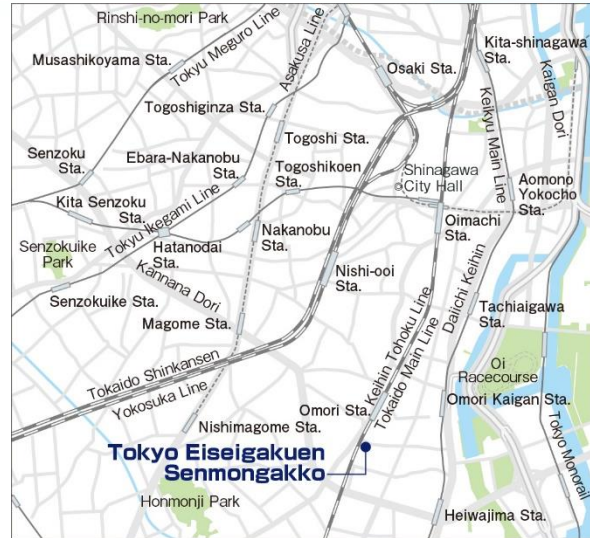 Rinshi-no-mori Park
Musashikoyama Sta.
Tokyu Meguro Line
Asakusa Line
Osaki Sta.
Kita-shinagawa
Sta.
Kaigan Dori
Togoshiginza Sta.
Togoshi Sta.
Keikyu Main Line
Senzoku
Sta.
Ebara-Nakanobu
Sta.
Togoshikoen
Sta.
Shinagawa
City Hall
Aomono
Yokocho
Sta.
Kita Senzoku
Sta.
Tokyu Ikegami Line
Hatanodai
Sta.
Nakanobu
Sta.
Oimachi
Sta.
Senzokuike
Park
Kannana Dori
Nishi-ooi
Sta.
Daiichi Keihin
Senzokuike Sta.
Magome Sta.
Tachiaigawa
Sta.
Keihin Tohoku Line
Tokaido Main Line
Tokaido Shinkansen
Yokosuka Line
Oi
Racecourse
Omori Sta.
Omori Kaigan Sta.
Nishimagome Sta.
Tokyo Monorail
Tokyo Eiseigakuen
Senmongakko
Honmonji Park
Heiwajima Sta.